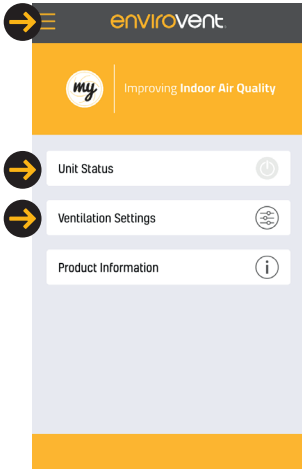 envirovent
my
Improving Indoor Air Quality
Unit Status
Ventilation Settings
Product Information
i